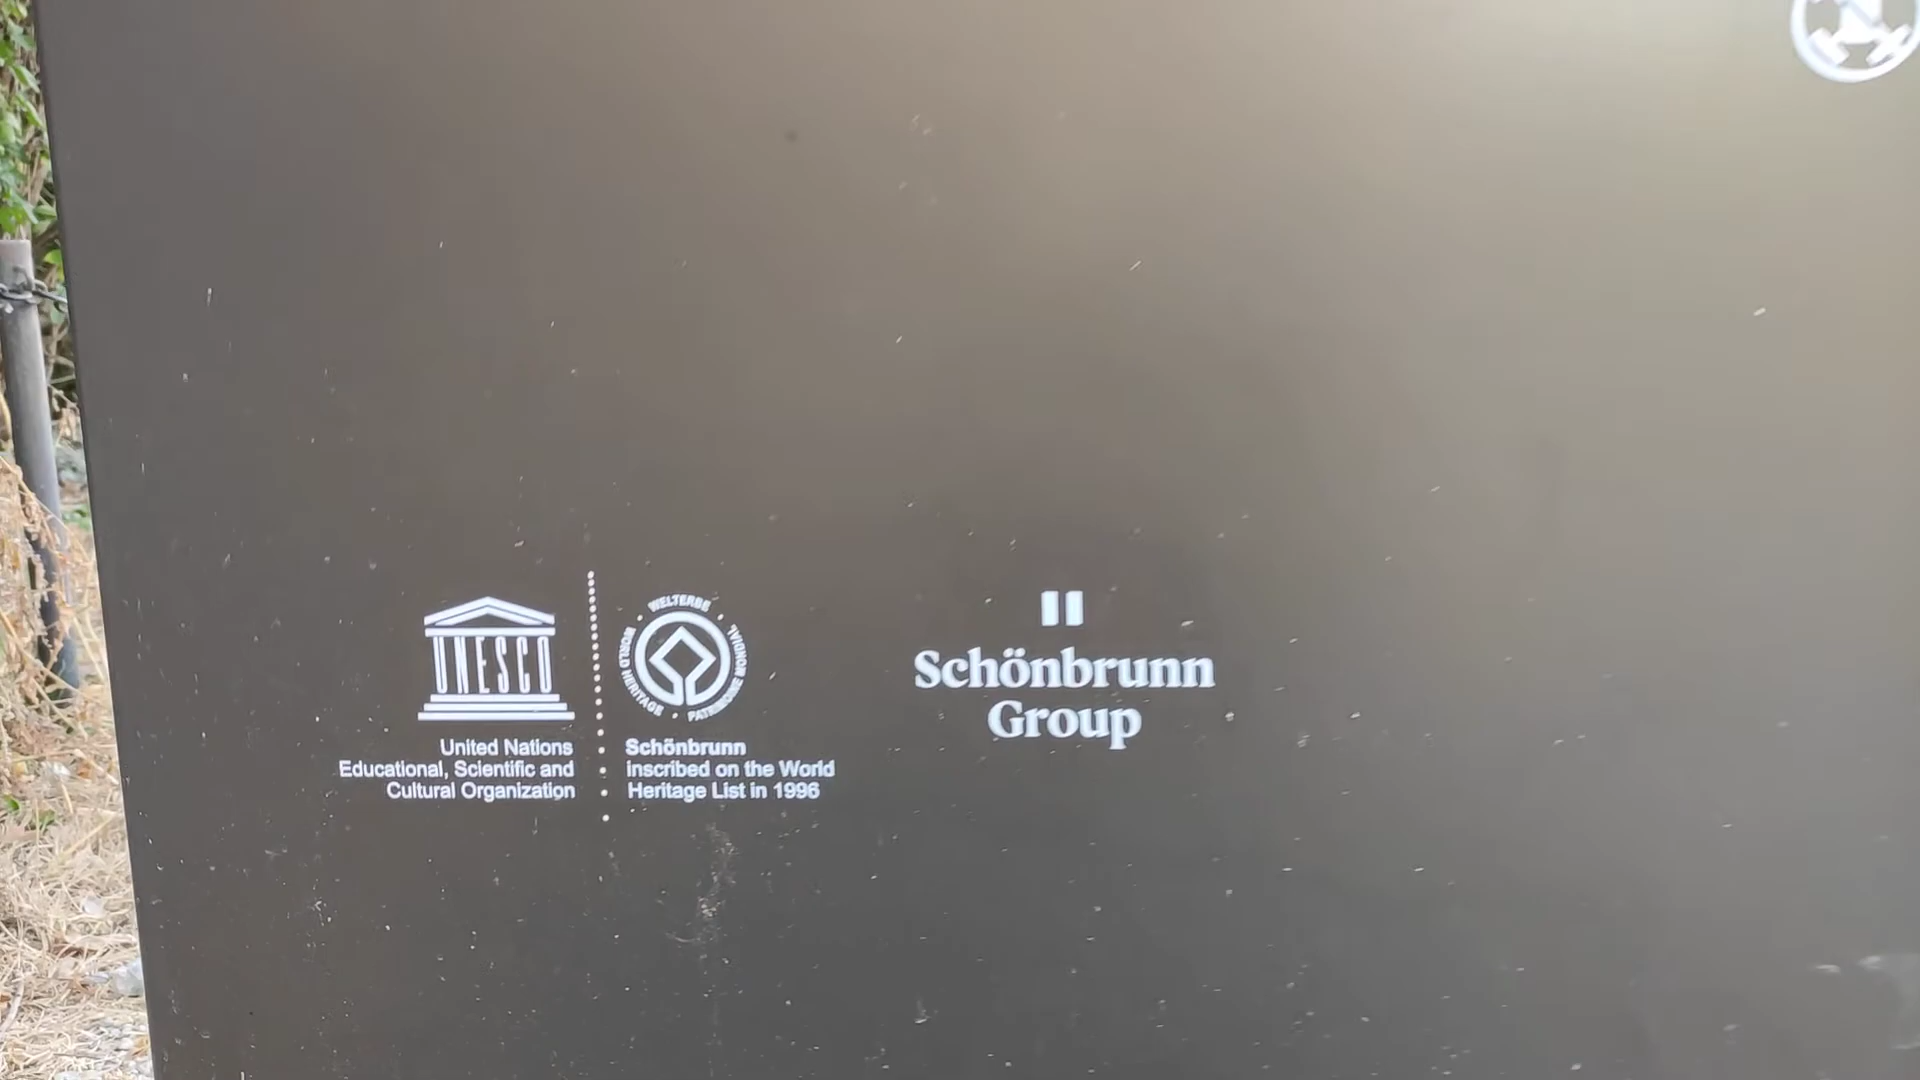 UNESCO
United Nations
Educational, Scientific and
Cultural Organization
WELTERBE • PATRIMOINE MONDIAL • WORLD HERITAGE •
Schönbrunn
inscribed on the World
Heritage List in 1996
Schönbrunn
Group